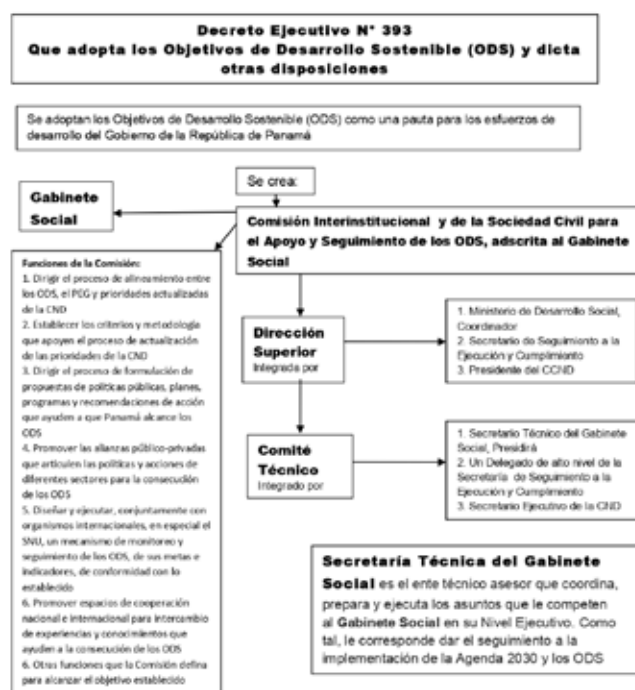 Decreto Ejecutivo N° 393
Que adopta los Objetivos de Desarrollo Sostenible (ODS) y dicta
otras disposiciones
Se adoptan los Objetivos de Desarrollo Sostenible (ODS) como una pauta para los esfuerzos de
desarrollo del Gobierno de la República de Panamá
Se crea:
Gabinete
Social
Comisión Interinstitucional y de la Sociedad Civil para
el Apoyo y Seguimiento de los ODS, adscrita al Gabinete
Social
Funciones de la Comisión:
1. Dirigir el proceso de alineamiento entre
los ODS, el PEG y prioridades actualizadas
de la CND
2. Establecer los criterios y metodología
que apoyen el proceso de actualización
de las prioridades de la CND
3. Dirigir el proceso de formulación de
propuestas de políticas públicas, planes,
programas y recomendaciones de acción
que ayuden a que Panamá alcance los
ODS
4. Promover las alianzas público-privadas
que articulen las políticas y acciones de
diferentes sectores para la consecución
de los ODS
5. Diseñar y ejecutar, conjuntamente con
organismos internacionales, en especial el
SNU, un mecanismo de monitoreo y
seguimiento de los ODS, de sus metas e
indicadores, de conformidad con lo
establecido
6. Promover espacios de cooperación
nacional e internacional para intercambio
de experiencias y conocimientos que
ayuden a la consecución de los ODS
6. Otras funciones que la Comisión defina
para alcanzar el objetivo establecido
Dirección
Superior
Integrada por
1. Ministerio de Desarrollo Social,
Coordinador
2. Secretario de Seguimiento a la
Ejecución y Cumplimiento
3. Presidente del CCND
Comité
Técnico
Integrado por
1. Secretario Técnico del Gabinete
Social, Presidirá
2. Un Delegado de alto nivel de la
Secretaría de Seguimiento a la
Ejecución y Cumplimiento
3. Secretario Ejecutivo de la CND
Secretaría Técnica del Gabinete
Social es el ente técnico asesor que coordina,
prepara y ejecuta los asuntos que le competen
al Gabinete Social en su Nivel Ejecutivo. Como
tal, le corresponde dar el seguimiento a la
implementación de la Agenda 2030 y los ODS